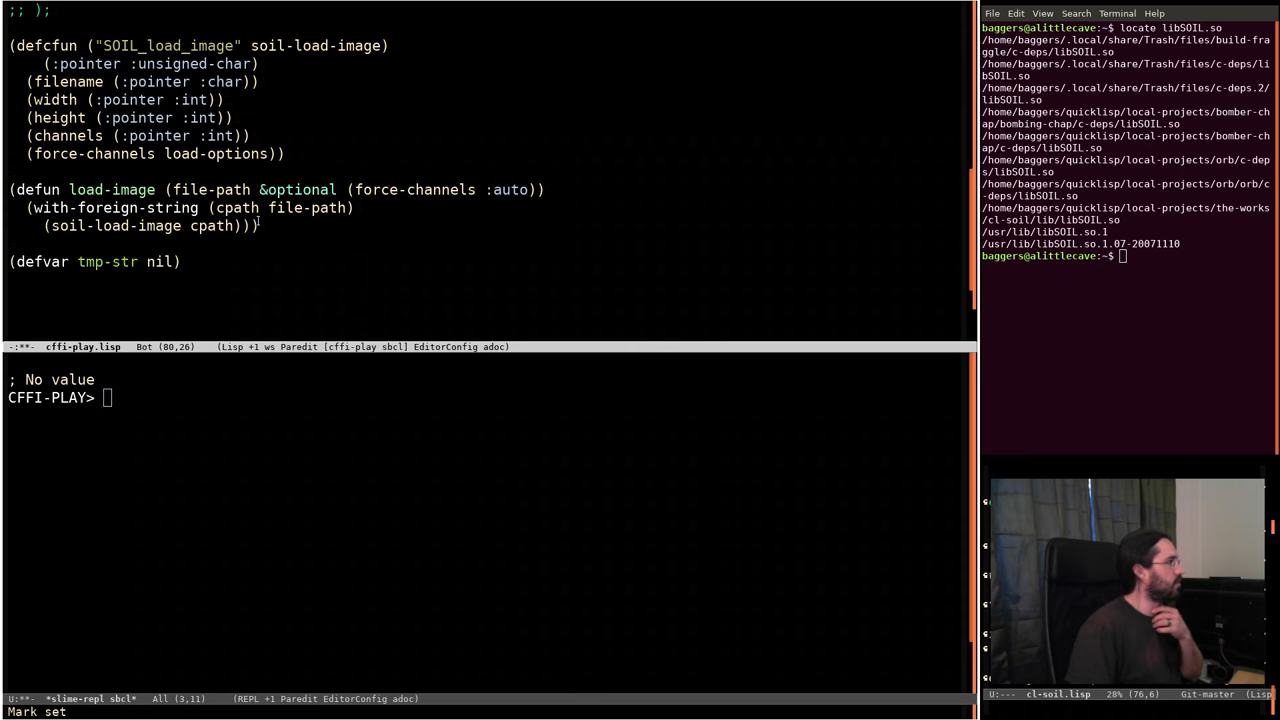 ;; );
(defcfun ("SOIL_load_image" soil-load-image)
(:pointer :unsigned-char)
(filename (:pointer :char))
(width (:pointer :int))
(height (:pointer :int))
(channels (:pointer :int))
(force-channels load-options))
(defun load-image (file-path &optional (force-channels :auto))
(with-foreign-string (cpath file-path)
(soil-load-image cpath)))
(defvar tmp-str nil)
-:**-  cffi-play.lisp   Bot (80,26)   (Lisp +1 ws Paredit [cffi-play sbcl] EditorConfig adoc)
; No value
CFFI-PLAY>
U:**-  *slime-repl sbcl*   All (3,11)    (REPL +1 Paredit EditorConfig adoc)
Mark set
File Edit View Search Terminal Help
baggers@alittlecave:~$ locate libSOIL.so
/home/baggers/.local/share/Trash/files/build-fra
ggle/c-deps/libSOIL.so
/home/baggers/.local/share/Trash/files/c-deps/li
bSOIL.so
/home/baggers/.local/share/Trash/files/c-deps.2/
libSOIL.so
/home/baggers/quicklisp/local-projects/bomber-ch
ap/bombing-chap/c-deps/libSOIL.so
/home/baggers/quicklisp/local-projects/bomber-ch
ap/c-deps/libSOIL.so
/home/baggers/quicklisp/local-projects/orb/c-dep
s/libSOIL.so
/home/baggers/quicklisp/local-projects/orb/orb/c
-deps/libSOIL.so
/home/baggers/quicklisp/local-projects/the-works
/cl-soil/lib/libSOIL.so
/usr/lib/libSOIL.so.1
/usr/lib/libSOIL.so.1.07-20071110
baggers@alittlecave:~$
U:---  cl-soil.lisp   28% (76,6)    Git-master  (Lisp